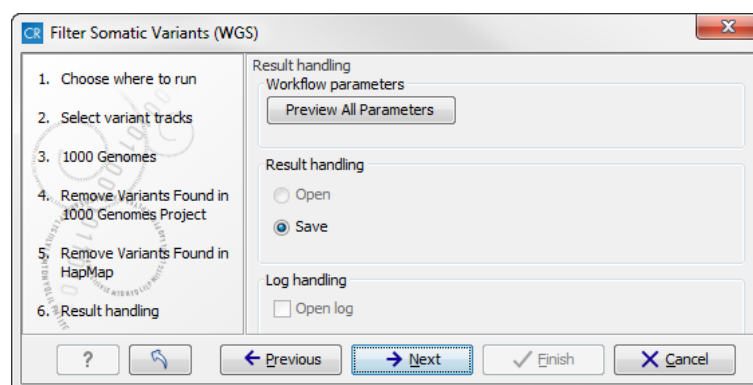 CR Filter Somatic Variants (WGS)
1. Choose where to run
2. Select variant tracks
3. 1000 Genomes
4. Remove Variants Found in
1000 Genomes Project
5. Remove Variants Found in
HapMap
6. Result handling
Result handling
Workflow parameters
Preview All Parameters
Result handling
Open
Save
Log handling
Open log
? Previous Next Finish Cancel